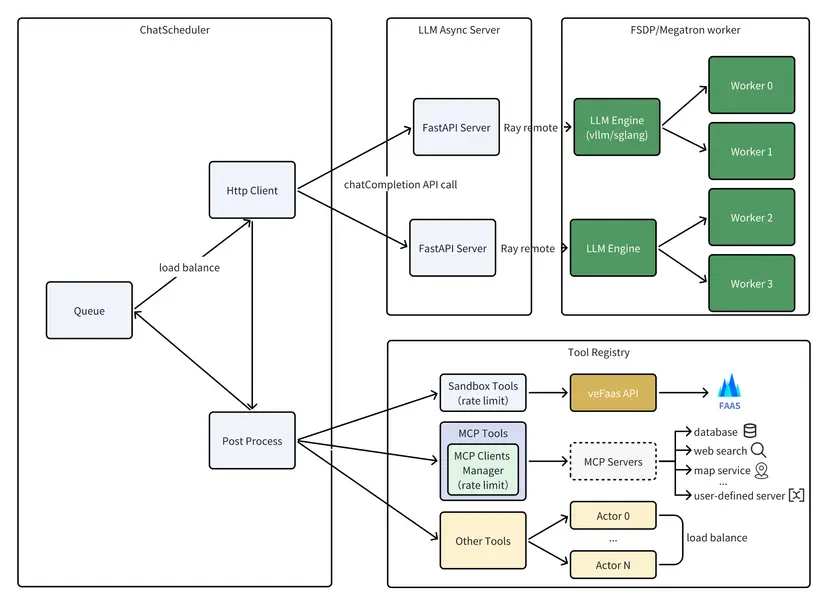 ChatScheduler
Http Client
load balance
Queue
Post Process
LLM Async Server
FastAPI Server
chatCompletion API call
FastAPI Server
Ray remote
Ray remote
FSDP/Megatron worker
LLM Engine
(vllm/sglang)
LLM Engine
Worker 0
Worker 1
Worker 2
Worker 3
Tool Registry
Sandbox Tools
(rate limit)
veFaas API
FAAS
MCP Tools
MCP Clients
Manager
(rate limit)
MCP Servers
database
web search
map service
...
user-defined server
Other Tools
Actor 0
...
Actor N
load balance